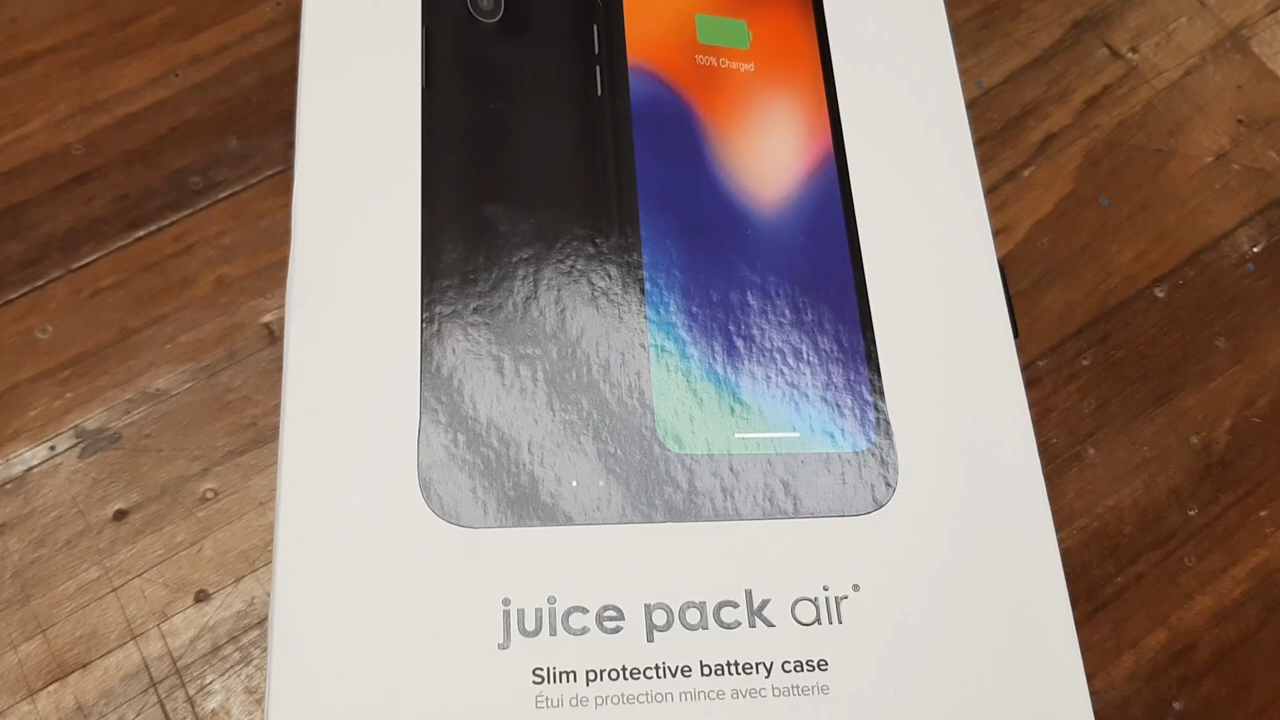 100% Charged
juice pack air®
Slim protective battery case
Étui de protection mince avec batterie